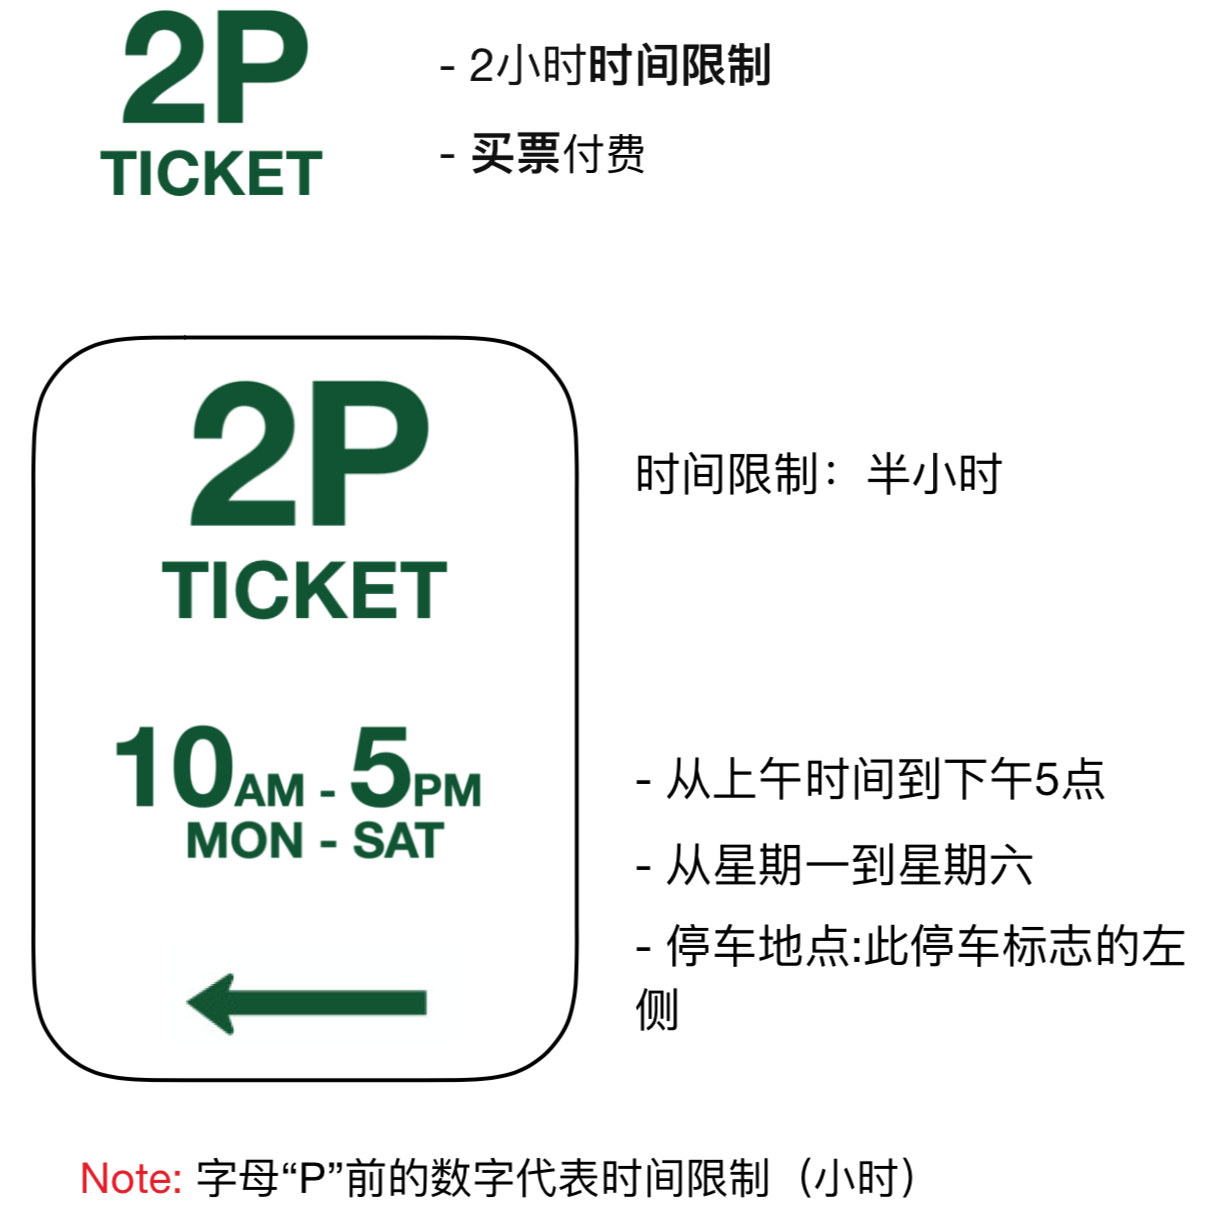 2P
- 2小时时间限制
TICKET
- 买票付费
2P
时间限制：半小时
TICKET
10AM - 5PM
- 从上午时间到下午5点
MON - SAT
- 从星期一到星期六
- 停车地点:此停车标志的左
侧
Note: 字母“P”前的数字代表时间限制（小时）